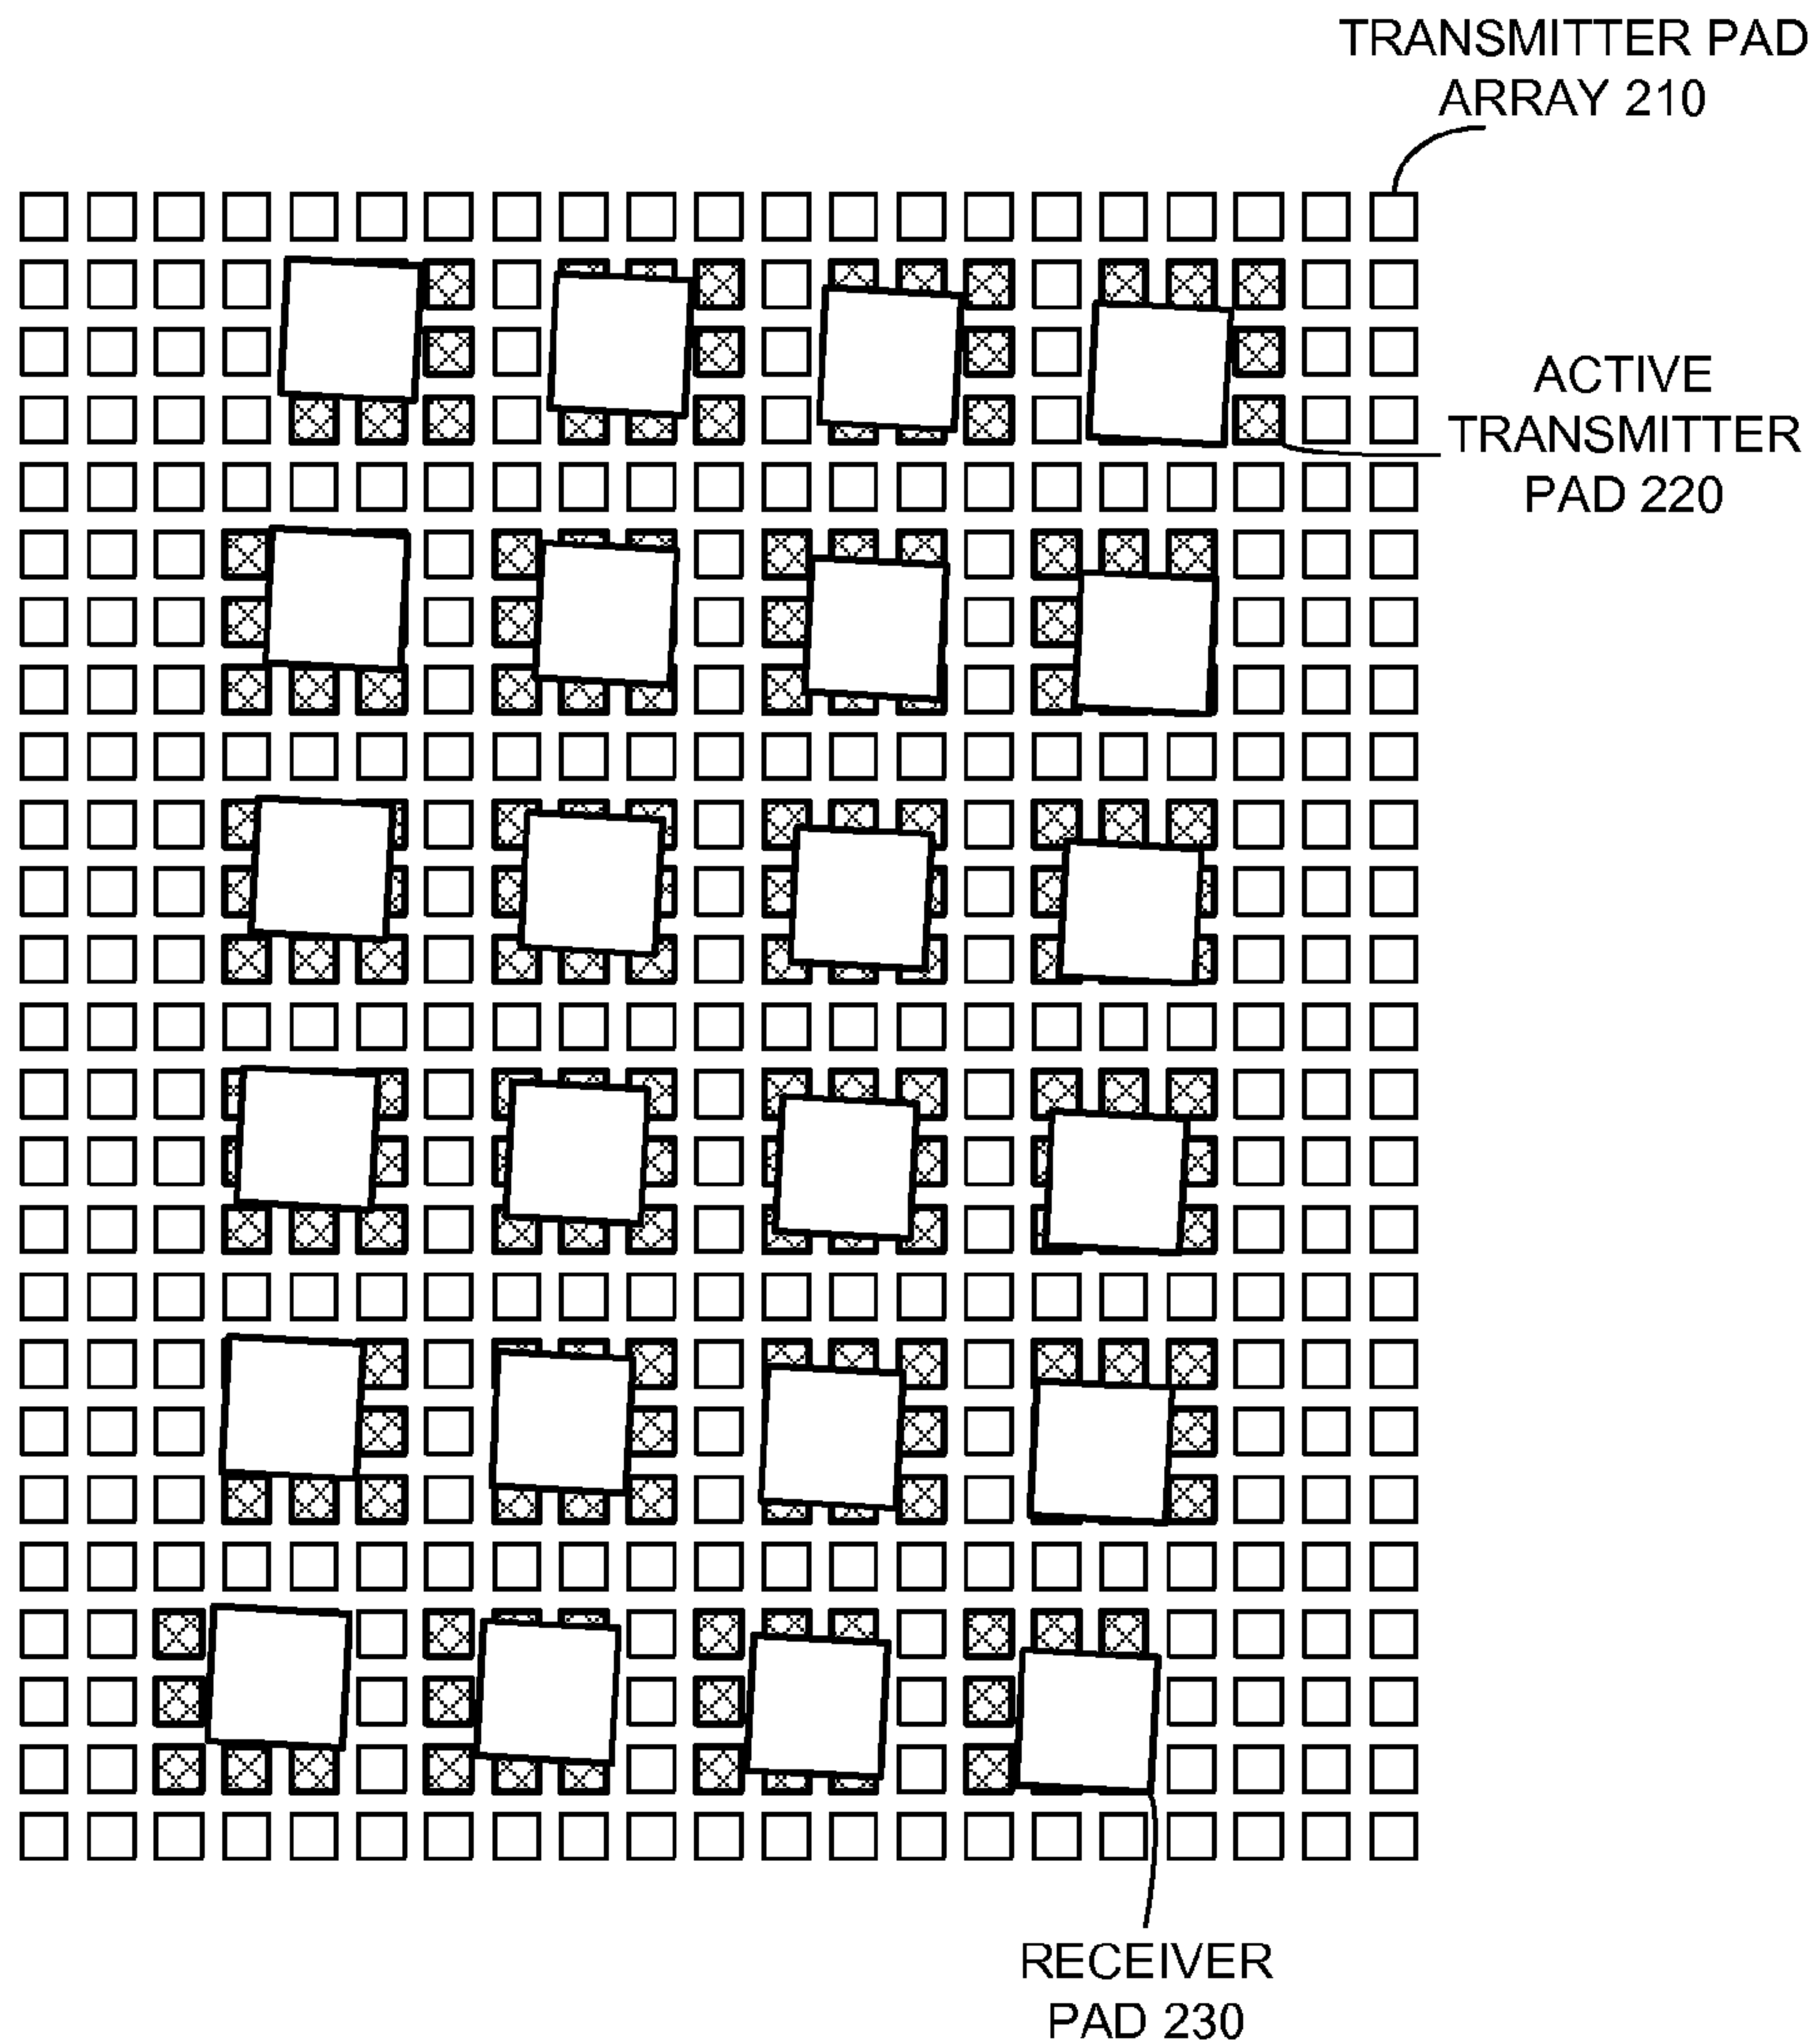 TRANSMITTER PAD
ARRAY 210
ACTIVE
TRANSMITTER
PAD 220
RECEIVER
PAD 230